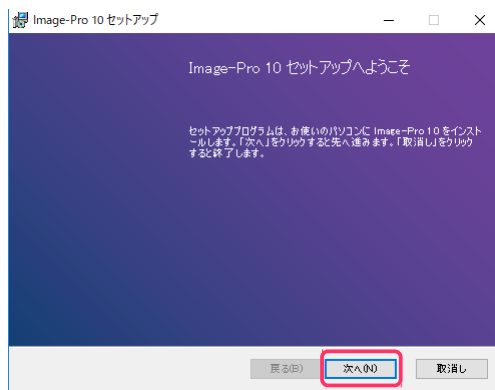 Image-Pro 10 セットアップ
Image-Pro 10 セットアップへようこそ
セットアッププログラムは、お使いのパソコンに Image-Pro 10 をインスト
ールします。「次へ」をクリックすると先へ進みます。「取消し」をクリック
すると終了します。
戻る(B)
次へ(N)
取消し